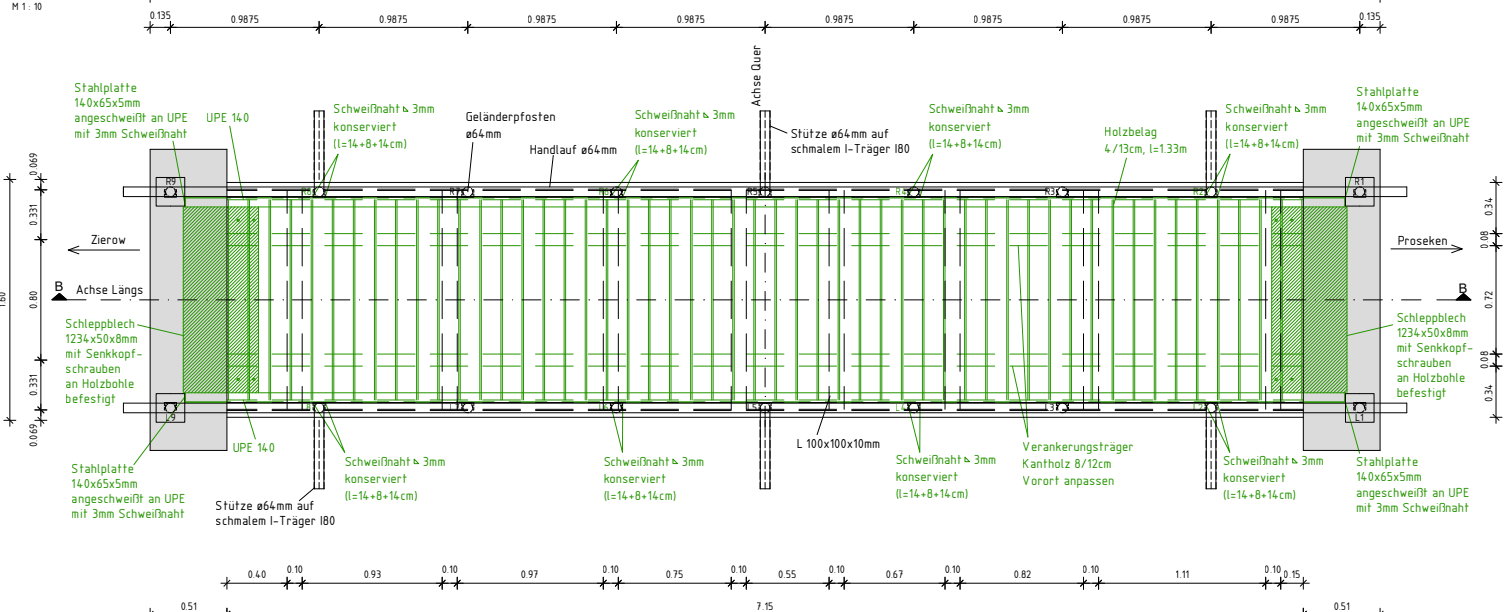 M 1 : 10
0.135
0.9875
0.9875
0.9875
0.9875
0.9875
0.9875
0.9875
0.9875
0.135
Achse Quer
Stahlplatte
140x65x5mm
angeschweißt an UPE
mit 3mm Schweißnaht
UPE 140
Schweißnaht 3mm
konserviert
(l=14+8+14cm)
Geländerpfosten
ø64mm
Handlauf ø64mm
Schweißnaht 3mm
konserviert
(l=14+8+14cm)
Stütze ø64mm auf
schmalem I-Träger I80
Schweißnaht 3mm
konserviert
(l=14+8+14cm)
Holzbelag
4/13cm, l=1.33m
Schweißnaht 3mm
konserviert
(l=14+8+14cm)
Stahlplatte
140x65x5mm
angeschweißt an UPE
mit 3mm Schweißnaht
R9
R7
R5
R4
R3
R2
R1
0.069
0.331
0.80
0.331
0.069
1.60
0.34
0.08
0.72
0.08
0.34
Zierow
Proseken
B
Achse Längs
B
Schleppblech
1234x50x8mm
mit Senkkopf-
schrauben
an Holzbohle
befestigt
Schleppblech
1234x50x8mm
mit Senkkopf-
schrauben
an Holzbohle
befestigt
L9
L3
L2
L1
UPE 140
L 100x100x10mm
Verankerungsträger
Kantholz 8/12cm
Vorort anpassen
Stahlplatte
140x65x5mm
angeschweißt an UPE
mit 3mm Schweißnaht
Schweißnaht 3mm
konserviert
(l=14+8+14cm)
Schweißnaht 3mm
konserviert
(l=14+8+14cm)
Schweißnaht 3mm
konserviert
(l=14+8+14cm)
Schweißnaht 3mm
konserviert
(l=14+8+14cm)
Stahlplatte
140x65x5mm
angeschweißt an UPE
mit 3mm Schweißnaht
Stütze ø64mm auf
schmalem I-Träger I80
0.40
0.10
0.93
0.10
0.97
0.10
0.75
0.10
0.55
0.10
0.67
0.10
0.82
0.10
1.11
0.10
0.15
0.51
7.15
0.51